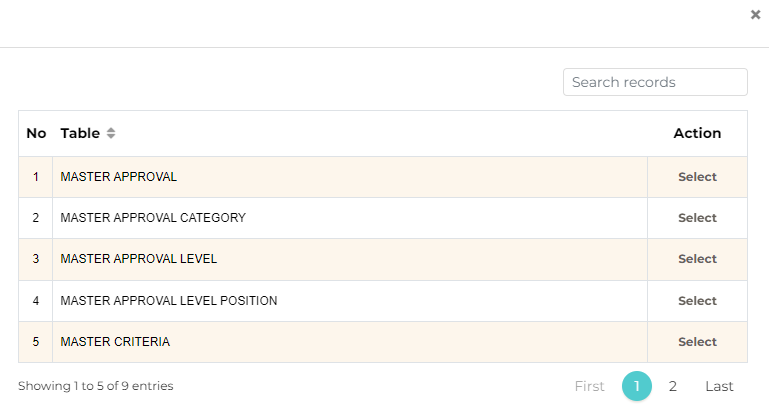 ×
Search records
No Table Action
1 MASTER APPROVAL Select
2 MASTER APPROVAL CATEGORY Select
3 MASTER APPROVAL LEVEL Select
4 MASTER APPROVAL LEVEL POSITION Select
5 MASTER CRITERIA Select
Showing 1 to 5 of 9 entries First 1 2 Last